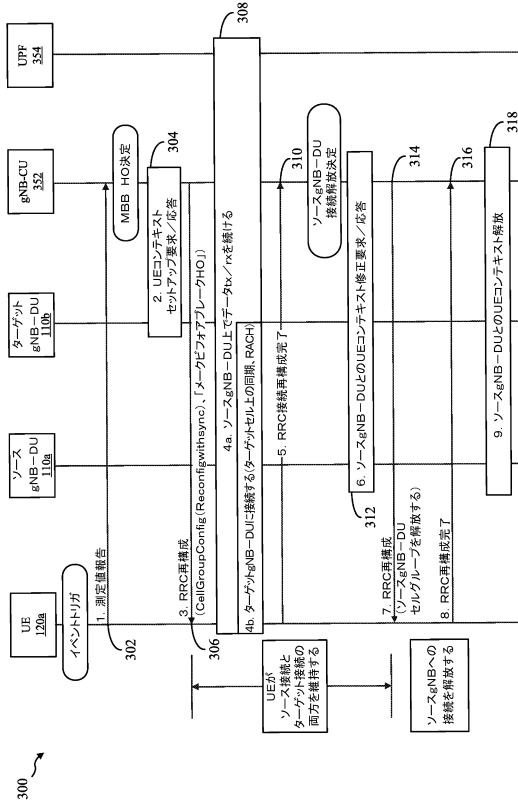 300
UE
120a
ソース
gNB-DU
110a
ターゲット
gNB-DU
110b
gNB-CU
352
UPF
354
イベントトリガ
1. 測定値報告
302
MBB HO決定
2. UEコンテキスト
セットアップ要求/応答
304
3. RRC再構成
(CellGroupConfig(Reconfigwithsync)、「メークビフォアブレークHO」)
306
4a. ソースgNB-DU上でデータtx/rxを続ける
308
4b. ターゲットgNB-DUに接続する(ターゲットセル上の同期、RACH)
5. RRC接続再構成完了
310
UEが
ソース接続と
ターゲット接続の
両方を維持する
ソースgNB-DU
接続解放決定
6. ソースgNB-DUとのUEコンテキスト修正要求/応答
312
7. RRC再構成
(ソースgNB-DU
セルグループを解放する)
314
8. RRC再構成完了
316
ソースgNBへの
接続を解放する
9. ソースgNB-DUとのUEコンテキスト解放
318